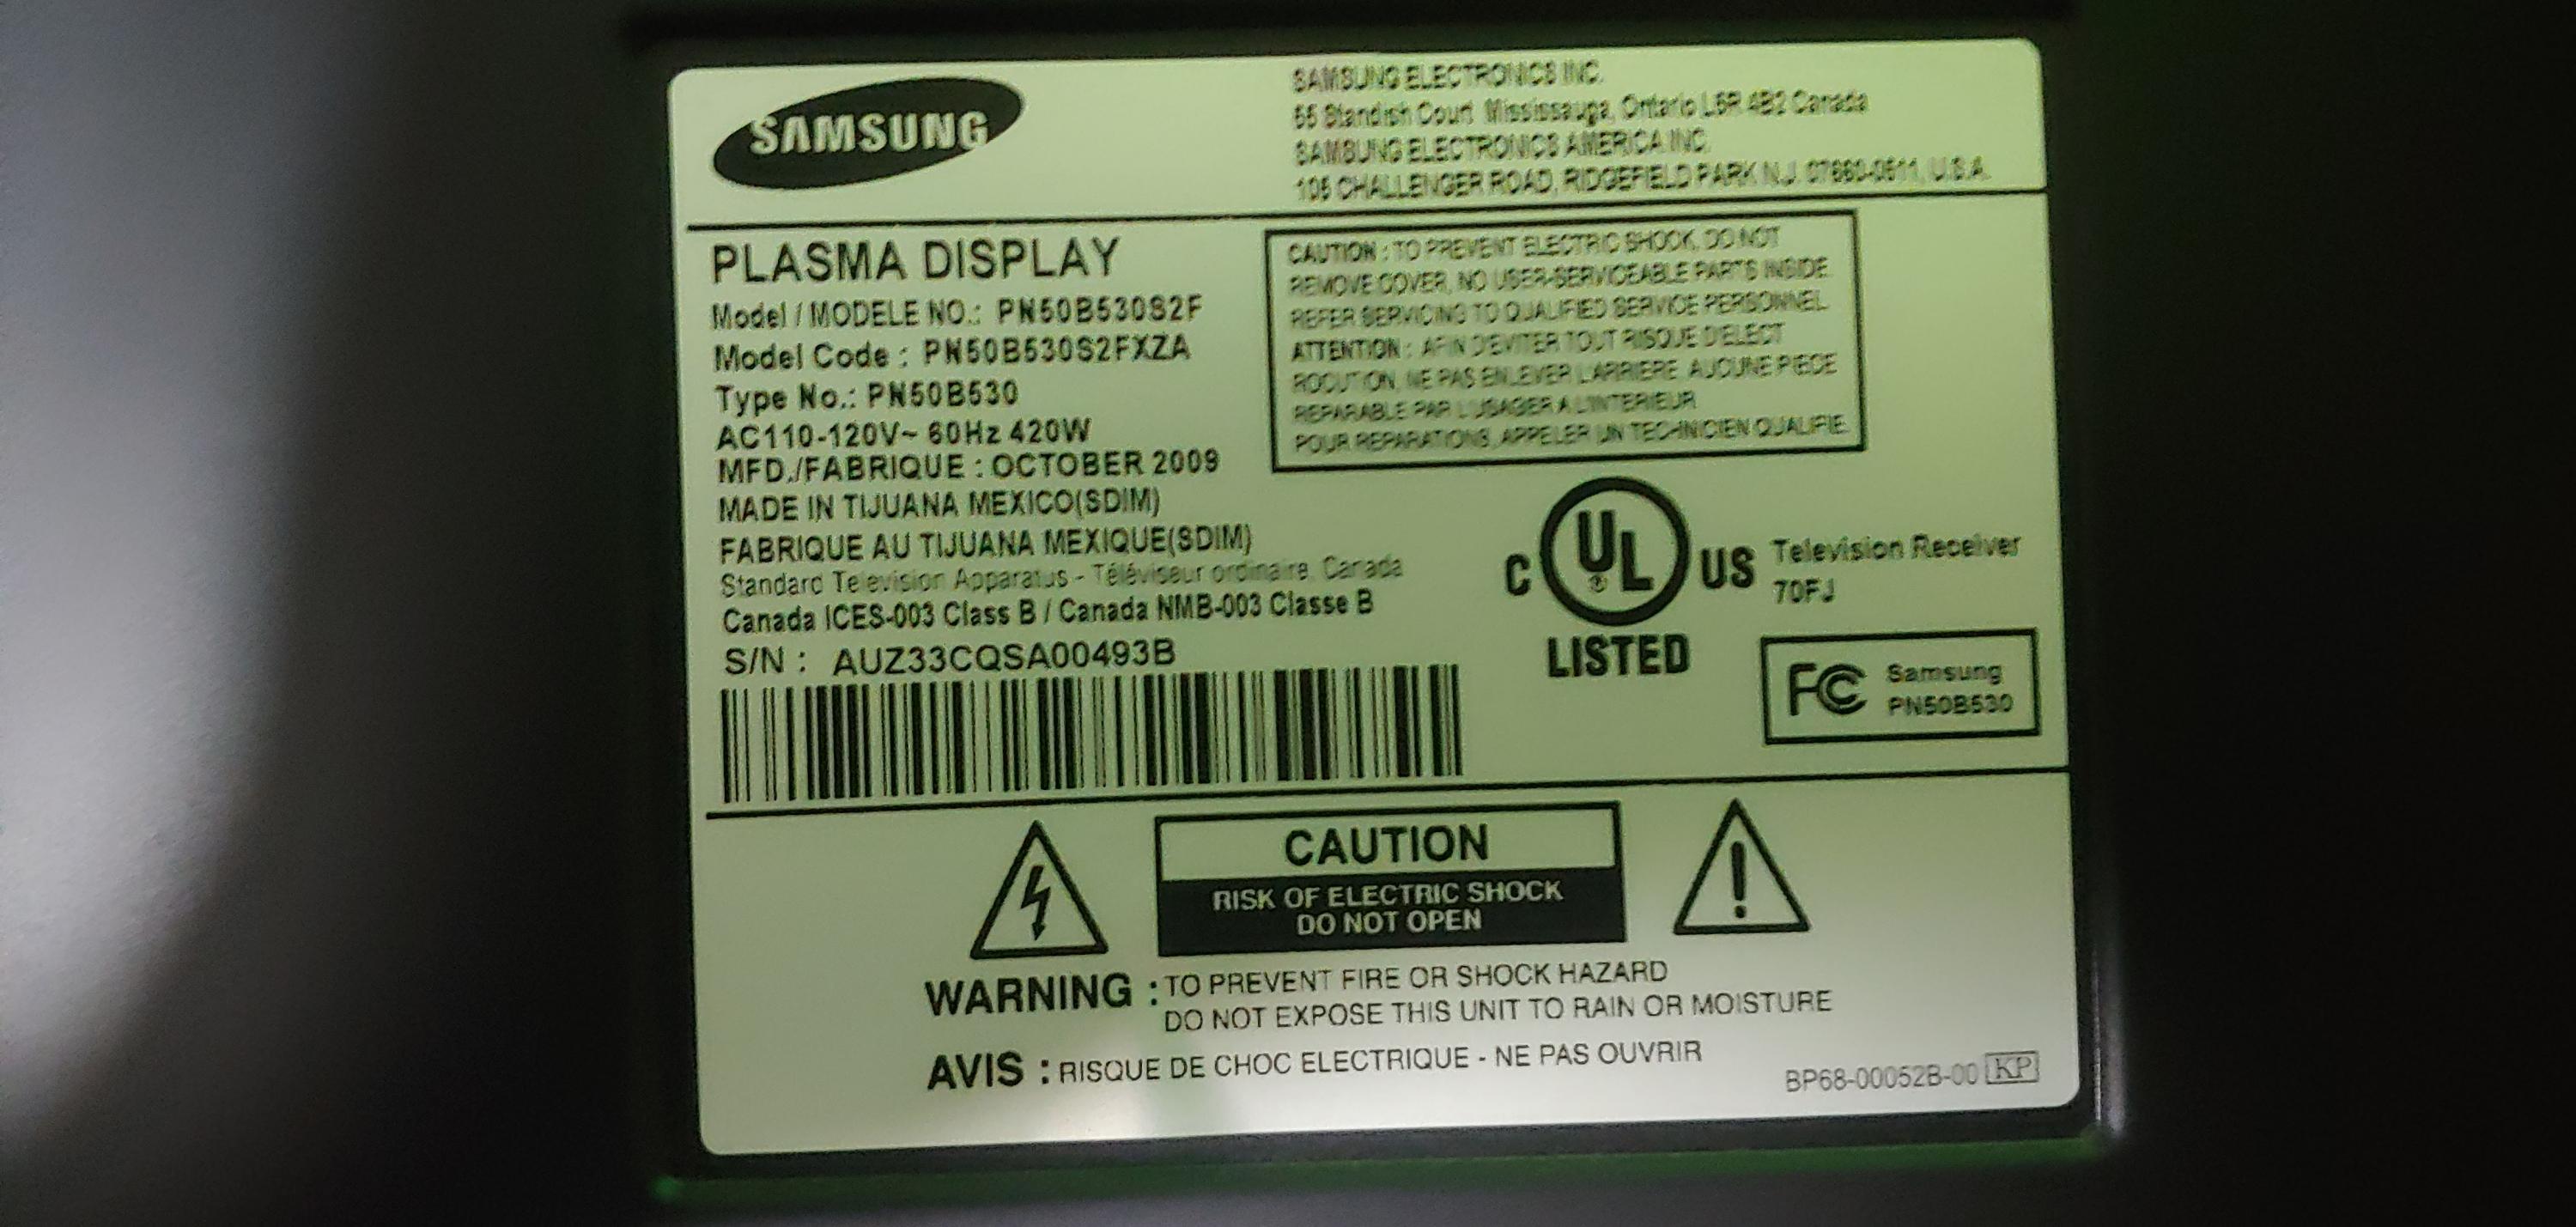 SAMSUNG
SAMSUNG ELECTRONICS INC.
55 Standish Court Mississauga, Ontario L5R 4B2 Canada
SAMSUNG ELECTRONICS AMERICA INC.
105 CHALLENGER ROAD, RIDGEFIELD PARK N.J. 07660-0511, U.S.A.
PLASMA DISPLAY
Model / MODELE NO.: PN50B530S2F
Model Code : PN50B530S2FXZA
Type No.: PN50B530
AC110-120V~ 60Hz 420W
MFD./FABRIQUE : OCTOBER 2009
MADE IN TIJUANA MEXICO(SDIM)
FABRIQUE AU TIJUANA MEXIQUE(SDIM)
Standard Television Apparatus - Téléviseur ordinaire, Canada
Canada ICES-003 Class B / Canada NMB-003 Classe B
S/N : AUZ33CQSA00493B
CAUTION : TO PREVENT ELECTRIC SHOCK, DO NOT
REMOVE COVER, NO USER-SERVICEABLE PARTS INSIDE.
REFER SERVICING TO QUALIFIED SERVICE PERSONNEL.
ATTENTION : AFIN D'EVITER TOUT RISQUE D'ELECT
ROCUTION, NE PAS ENLEVER L'ARRIERE. AUCUNE PIECE
REPARABLE PAR L'USAGER A L'INTERIEUR
POUR REPARATIONS, APPELER UN TECHNICIEN QUALIFIE.
C UL ® US
LISTED
Television Receiver
70FJ
FC Samsung
PN50B530
CAUTION
RISK OF ELECTRIC SHOCK
DO NOT OPEN
WARNING : TO PREVENT FIRE OR SHOCK HAZARD
DO NOT EXPOSE THIS UNIT TO RAIN OR MOISTURE
AVIS : RISQUE DE CHOC ELECTRIQUE - NE PAS OUVRIR
BP68-00052B-00 KP